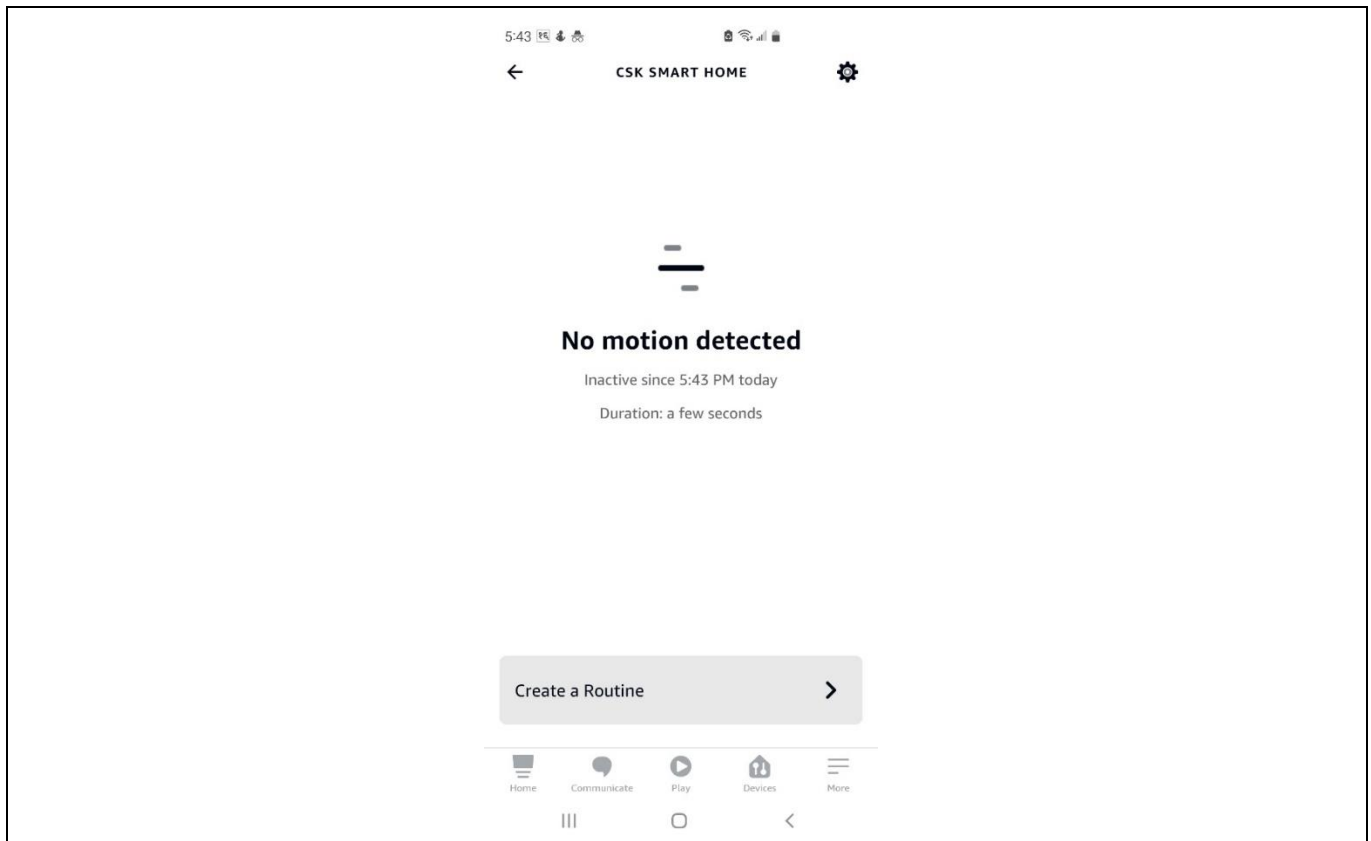 5:43
CSK SMART HOME
No motion detected
Inactive since 5:43 PM today
Duration: a few seconds
Create a Routine
Home Communicate Play Devices More